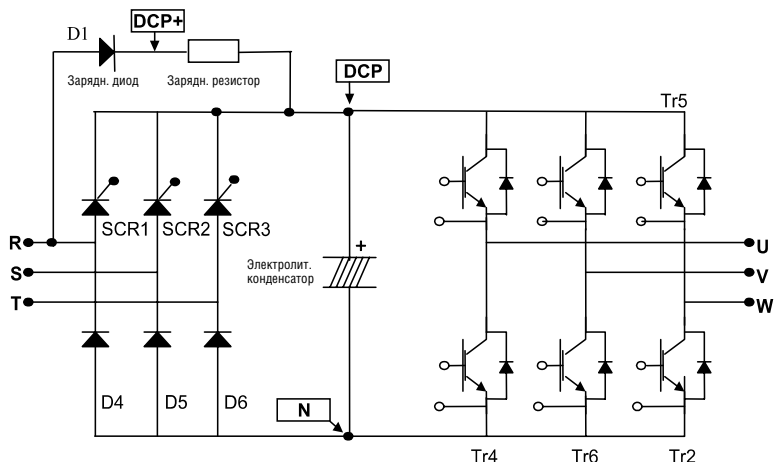 D1
DCP+
Зарядн. диод
Зарядн. резистор
DCP
Tr5
SCR1
SCR2
SCR3
R
S
T
+
Электролит.
конденсатор
U
V
W
D4
D5
D6
N
Tr4
Tr6
Tr2